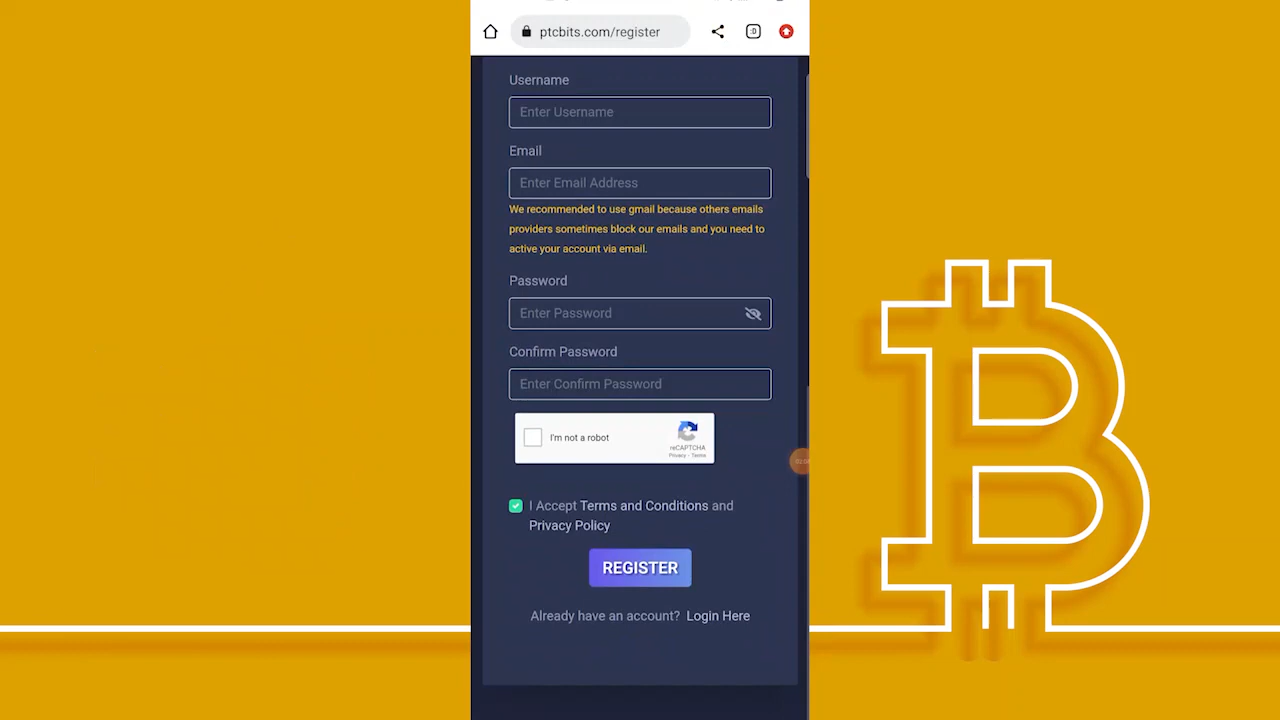 ptcbits.com/register
:D
Username
Enter Username
Email
Enter Email Address
We recommended to use gmail because others emails
providers sometimes block our emails and you need to
active your account via email.
Password
Enter Password
Confirm Password
Enter Confirm Password
I'm not a robot
reCAPTCHA
Privacy - Terms
I Accept Terms and Conditions and
Privacy Policy
REGISTER
Already have an account? Login Here